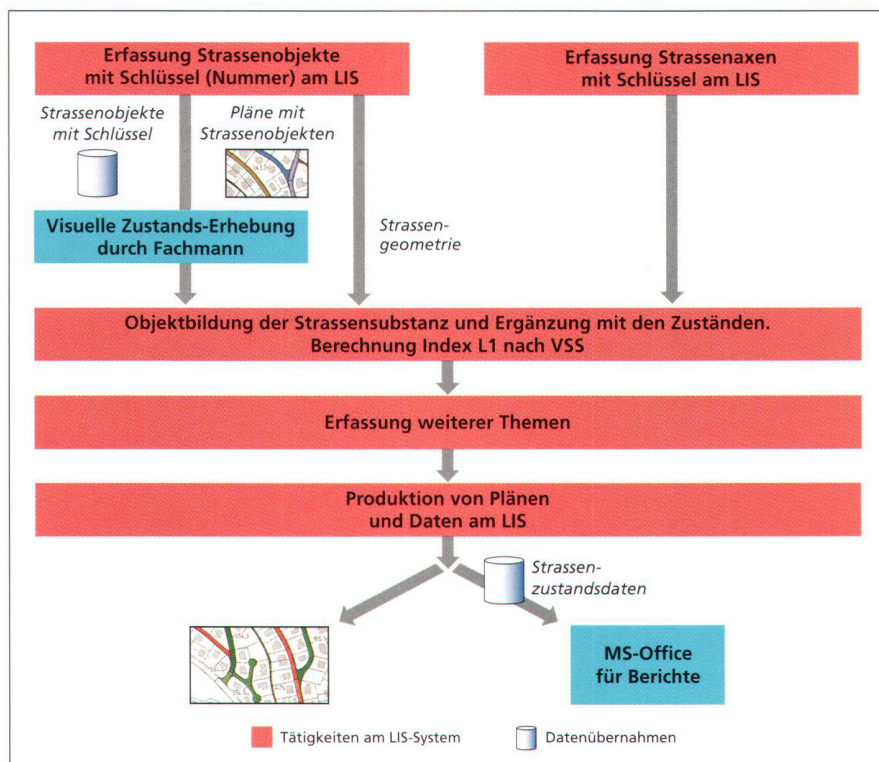 Erfassung Strassenobjekte
mit Schlüssel (Nummer) am LIS
Erfassung Strassenaxen
mit Schlüssel am LIS
Strassenobjekte
mit Schlüssel
Pläne mit
Strassenobjekten
Visuelle Zustands-Erhebung
durch Fachmann
Strassen-
geometrie
Objektbildung der Strassensubstanz und Ergänzung mit den Zuständen.
Berechnung Index L1 nach VSS
Erfassung weiterer Themen
Produktion von Plänen
und Daten am LIS
Strassen-
zustandsdaten
MS-Office
für Berichte
Tätigkeiten am LIS-System
Datenübernahmen